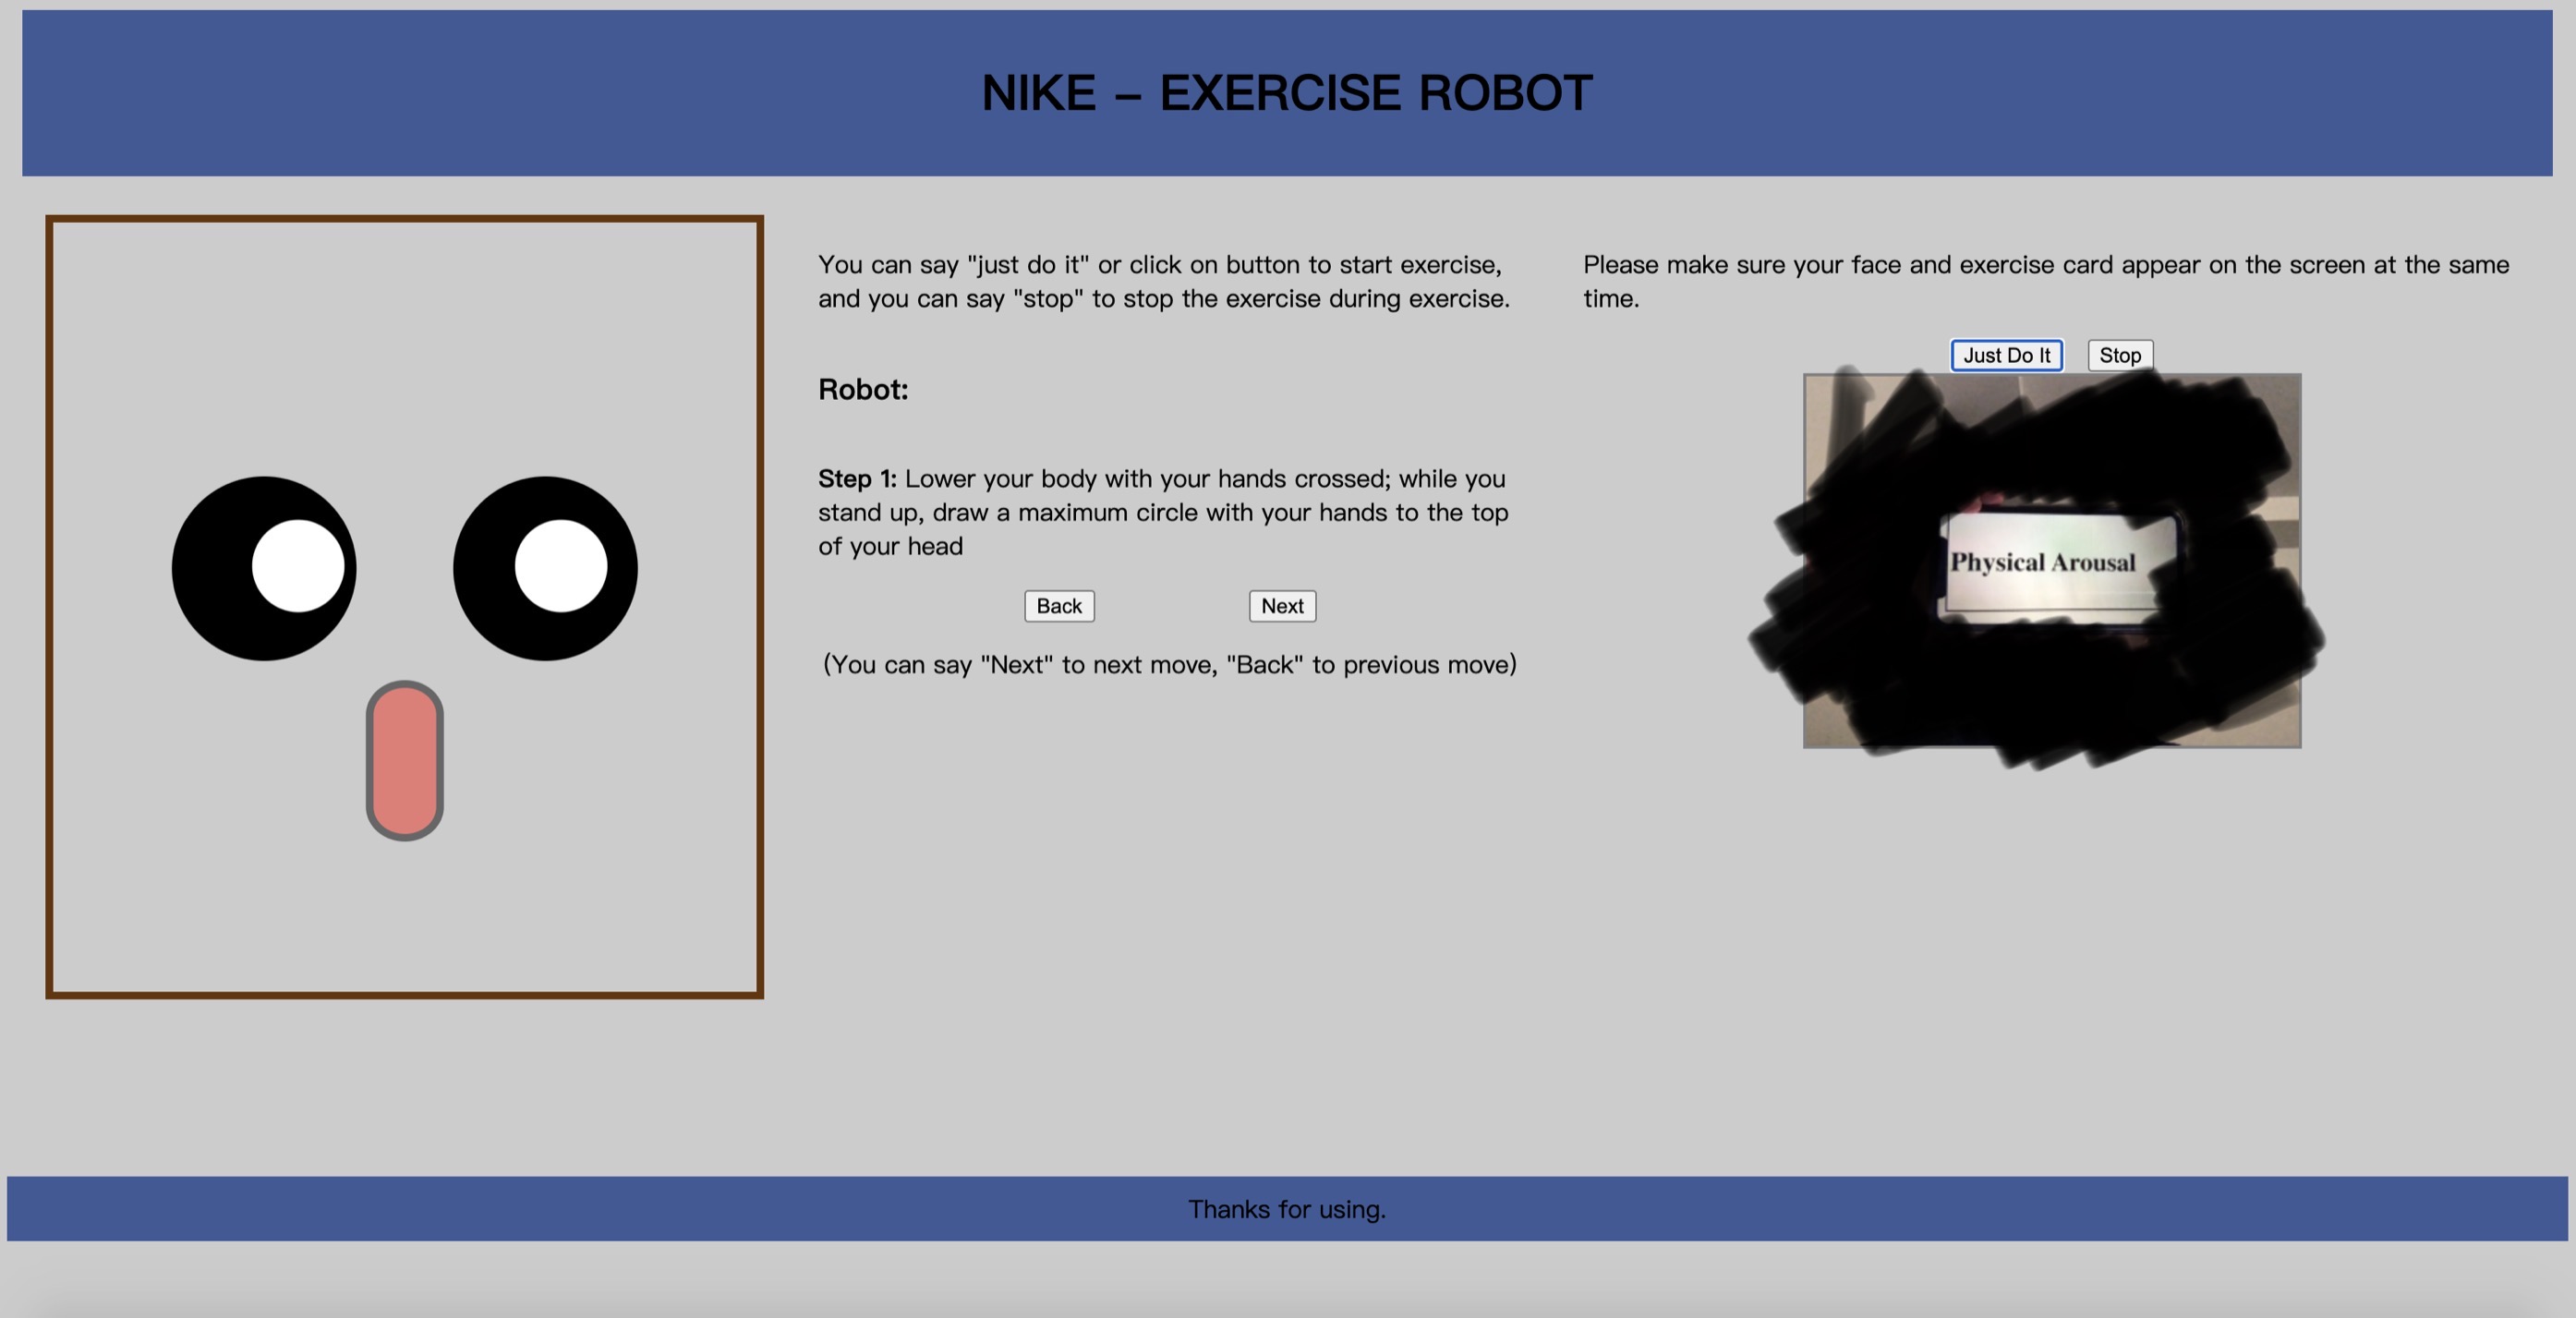 NIKE – EXERCISE ROBOT
You can say "just do it" or click on button to start exercise,
and you can say "stop" to stop the exercise during exercise.
Robot:
Step 1: Lower your body with your hands crossed; while you
stand up, draw a maximum circle with your hands to the top
of your head
Back
Next
(You can say "Next" to next move, "Back" to previous move)
Please make sure your face and exercise card appear on the screen at the same
time.
Just Do It
Stop
Physical Arousal
Thanks for using.